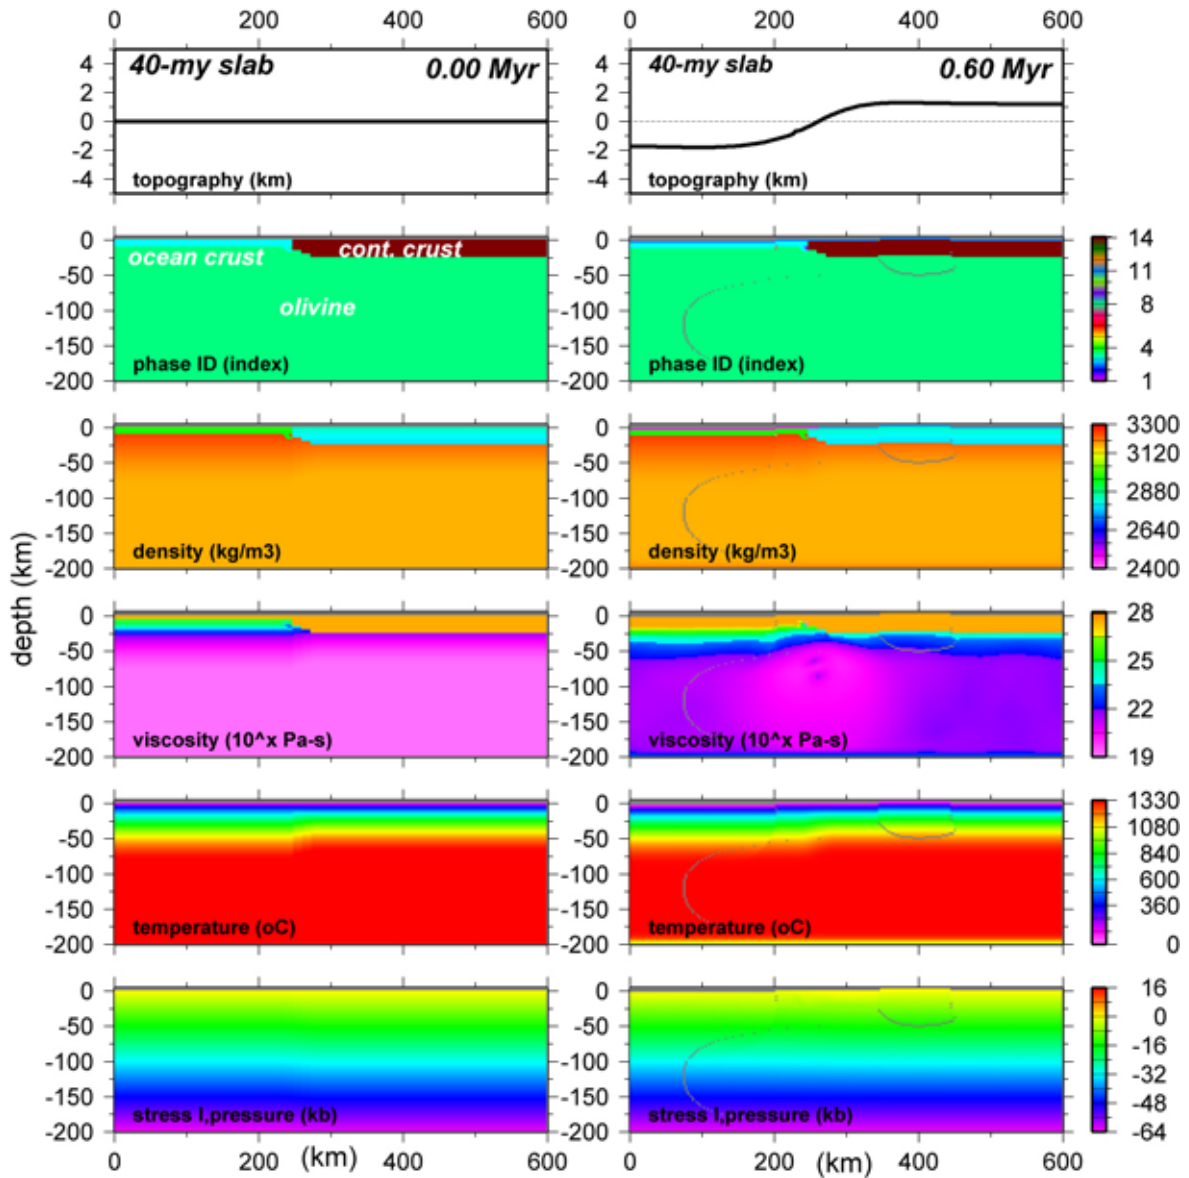 0 200 400 600 0 200 400 600
4 40-my slab 0.00 Myr 4 40-my slab 0.60 Myr
2 2
0 0
-2 -2
-4 topography (km) -4 topography (km)
0 ocean crust cont. crust 0 14
-50 -50 11
-100 olivine -100 8
-150 -150 4
-200 phase ID (index) -200 phase ID (index) 1
0 0 3300
-50 -50 3120
-100 -100 2880
-150 -150 2640
-200 density (kg/m3) -200 density (kg/m3) 2400
depth (km)
0 0 28
-50 -50 25
-100 -100 22
-150 -150 19
-200 viscosity (10^x Pa-s) -200 viscosity (10^x Pa-s)
0 0 1330
-50 -50 1080
-100 -100 840
-150 -150 600
-200 temperature (oC) -200 temperature (oC) 360
0
0 0 16
-50 -50 0
-100 -100 -16
-150 -150 -32
-200 stress I,pressure (kb) -200 stress I,pressure (kb) -48
-64
0 200 (km) 400 600 0 200 (km) 400 600